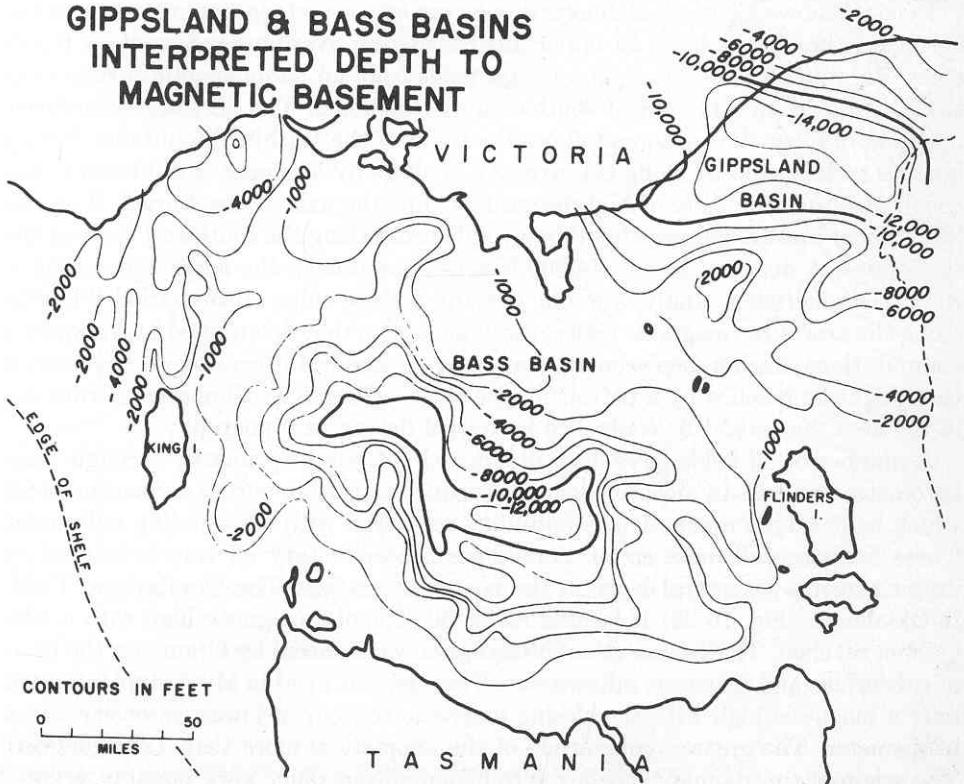 GIPPSLAND & BASS BASINS
INTERPRETED DEPTH TO
MAGNETIC BASEMENT
-2000
-4000
-6000
-8000
-10,000
-14,000
-10,000
VICTORIA
GIPPSLAND
BASIN
-12,000
-10,000
-8000
-6000
-4000
-2000
0
-4000
-1000
-2000
-2000
-4000
-2000
-1000
-1000
2000
BASS BASIN
-2000
-4000
-6000
-8000
-10,000
-12,000
-2000
KING I.
FLINDERS
I.
EDGE OF SHELF
CONTOURS IN FEET
0 50
MILES
TASMANIA